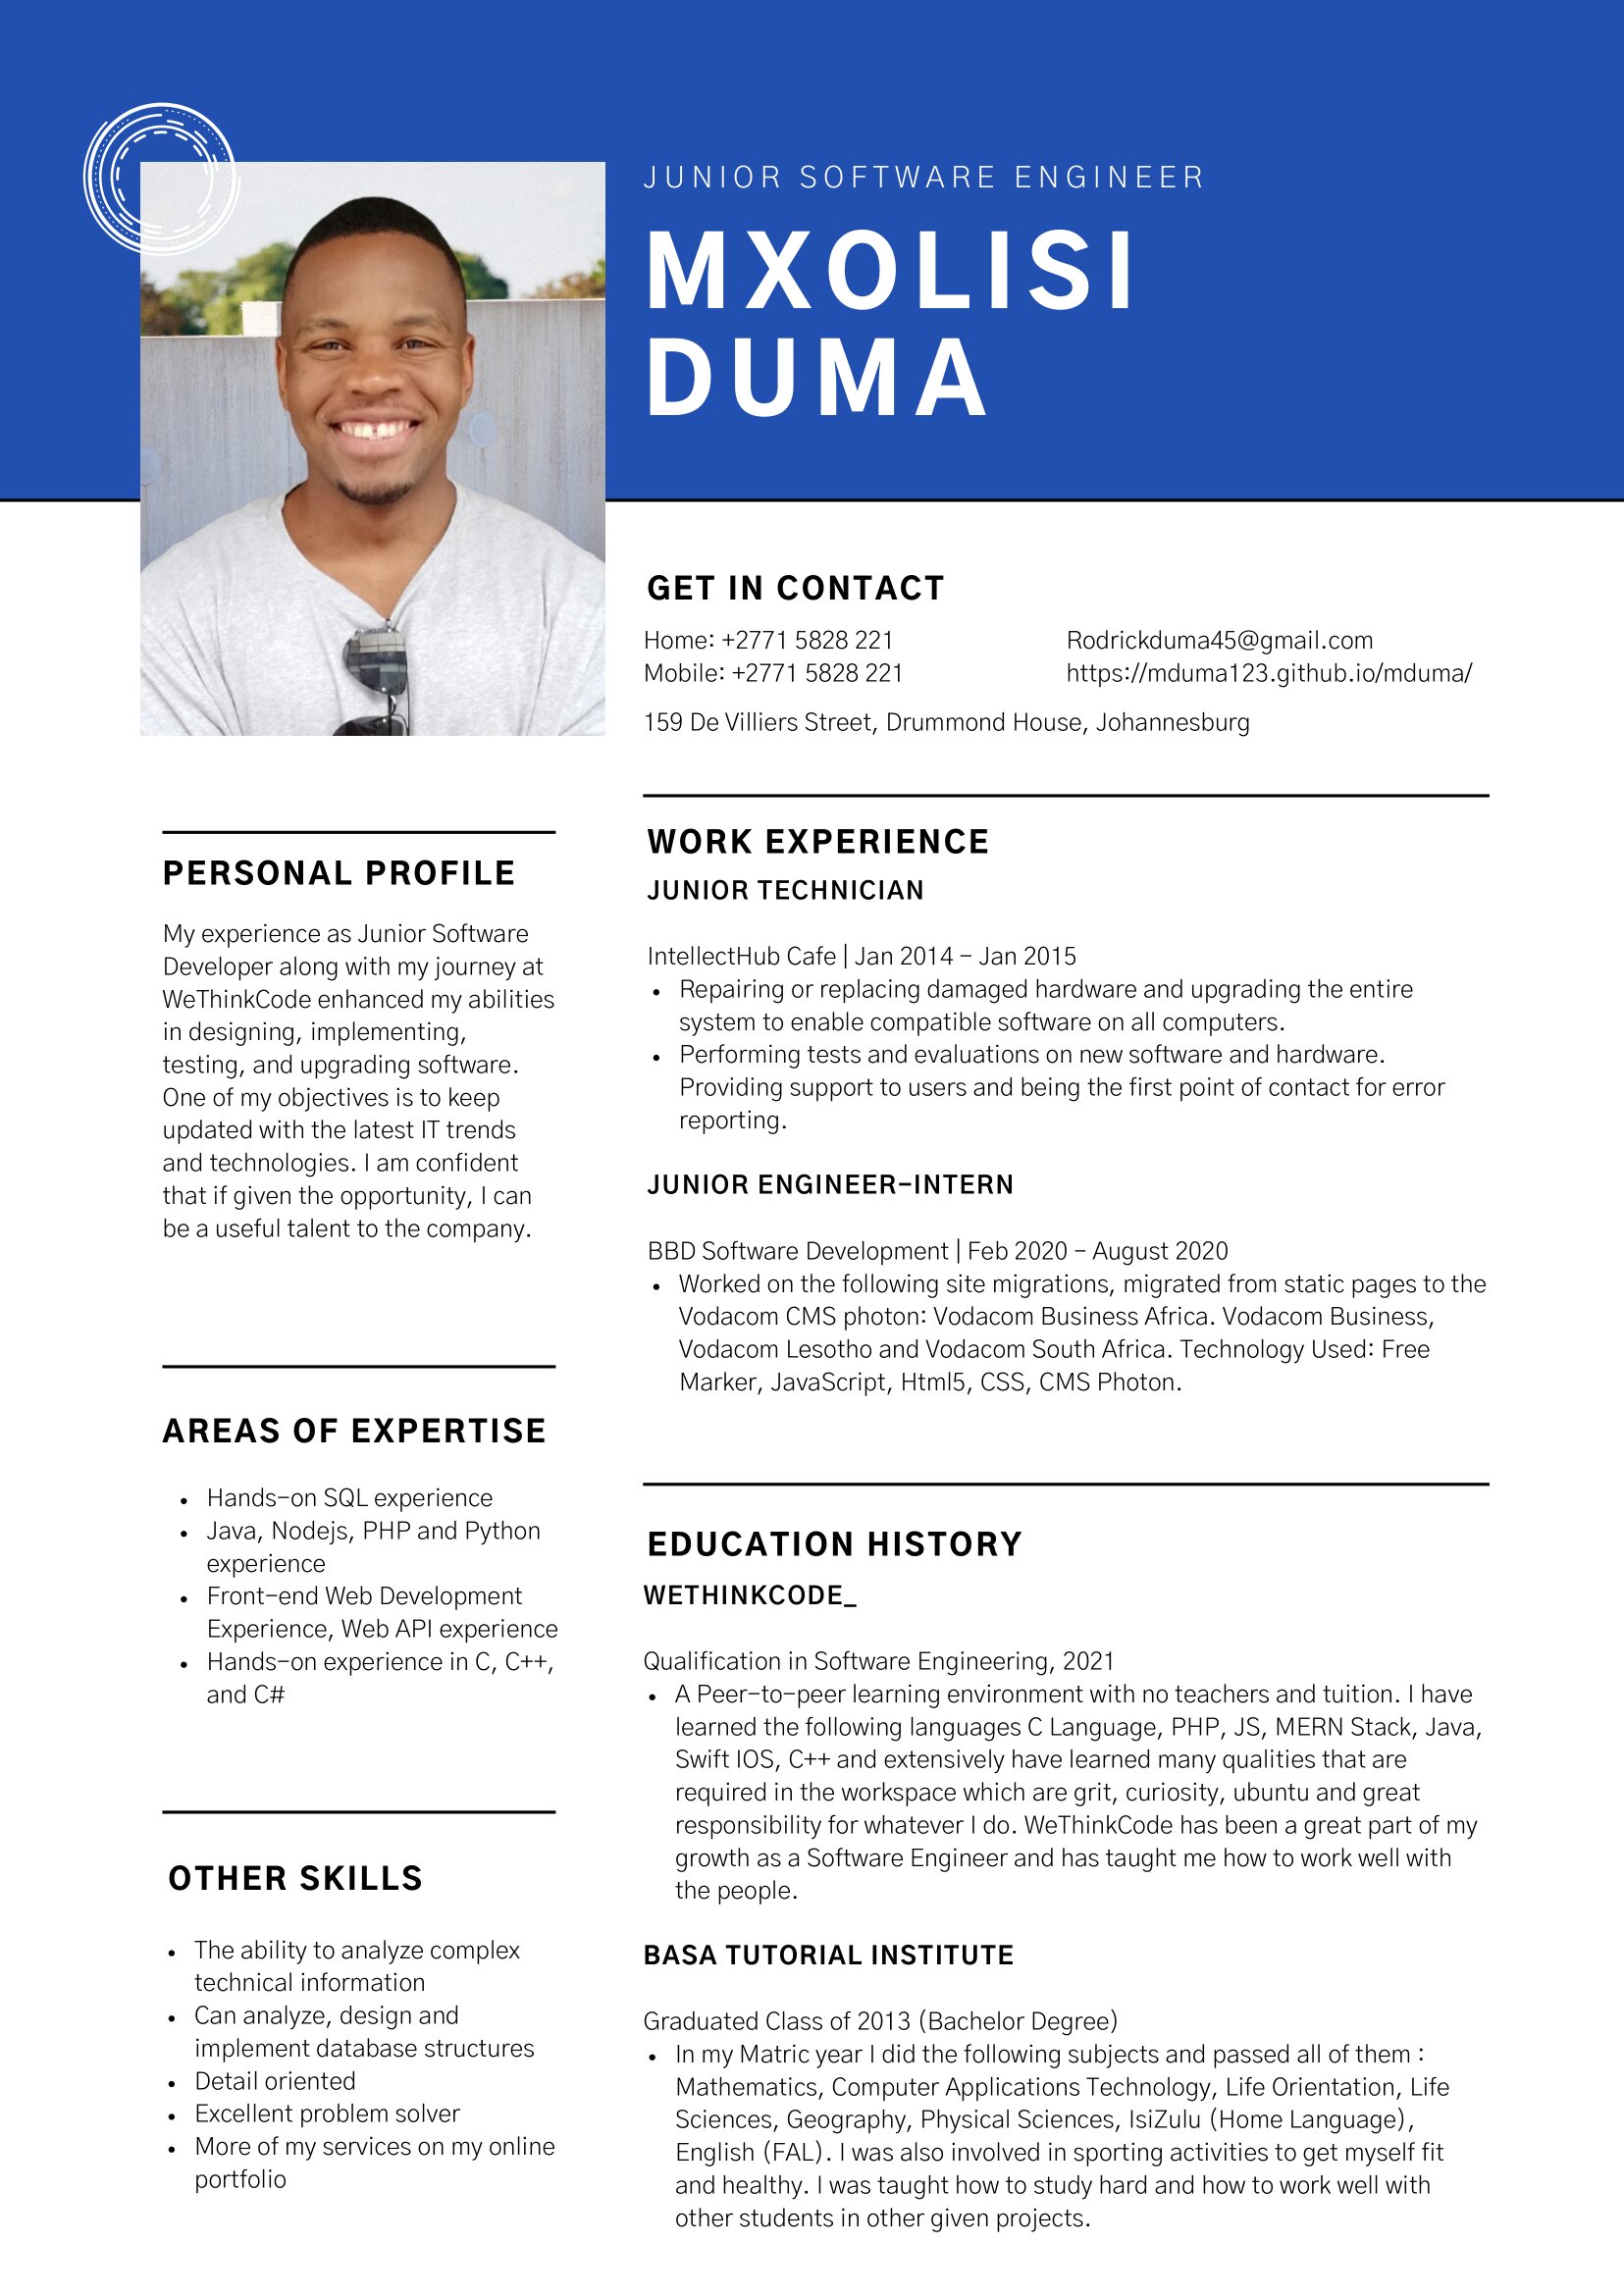 JUNIOR SOFTWARE ENGINEER
MXOLISI
DUMA
GET IN CONTACT
Home: +2771 5828 221
Mobile: +2771 5828 221
Rodrickduma45@gmail.com
https://mduma123.github.io/mduma/
159 De Villiers Street, Drummond House, Johannesburg
PERSONAL PROFILE
My experience as Junior Software
Developer along with my journey at
WeThinkCode enhanced my abilities
in designing, implementing,
testing, and upgrading software.
One of my objectives is to keep
updated with the latest IT trends
and technologies. I am confident
that if given the opportunity, I can
be a useful talent to the company.
AREAS OF EXPERTISE
• Hands-on SQL experience
• Java, Nodejs, PHP and Python
experience
• Front-end Web Development
Experience, Web API experience
• Hands-on experience in C, C++,
and C#
OTHER SKILLS
• The ability to analyze complex
technical information
• Can analyze, design and
implement database structures
• Detail oriented
• Excellent problem solver
• More of my services on my online
portfolio
WORK EXPERIENCE
JUNIOR TECHNICIAN
IntellectHub Cafe | Jan 2014 - Jan 2015
• Repairing or replacing damaged hardware and upgrading the entire
system to enable compatible software on all computers.
• Performing tests and evaluations on new software and hardware.
Providing support to users and being the first point of contact for error
reporting.
JUNIOR ENGINEER-INTERN
BBD Software Development | Feb 2020 - August 2020
• Worked on the following site migrations, migrated from static pages to the
Vodacom CMS photon: Vodacom Business Africa. Vodacom Business,
Vodacom Lesotho and Vodacom South Africa. Technology Used: Free
Marker, JavaScript, Html5, CSS, CMS Photon.
EDUCATION HISTORY
WETHINKCODE_
Qualification in Software Engineering, 2021
• A Peer-to-peer learning environment with no teachers and tuition. I have
learned the following languages C Language, PHP, JS, MERN Stack, Java,
Swift IOS, C++ and extensively have learned many qualities that are
required in the workspace which are grit, curiosity, ubuntu and great
responsibility for whatever I do. WeThinkCode has been a great part of my
growth as a Software Engineer and has taught me how to work well with
the people.
BASA TUTORIAL INSTITUTE
Graduated Class of 2013 (Bachelor Degree)
• In my Matric year I did the following subjects and passed all of them :
Mathematics, Computer Applications Technology, Life Orientation, Life
Sciences, Geography, Physical Sciences, IsiZulu (Home Language),
English (FAL). I was also involved in sporting activities to get myself fit
and healthy. I was taught how to study hard and how to work well with
other students in other given projects.